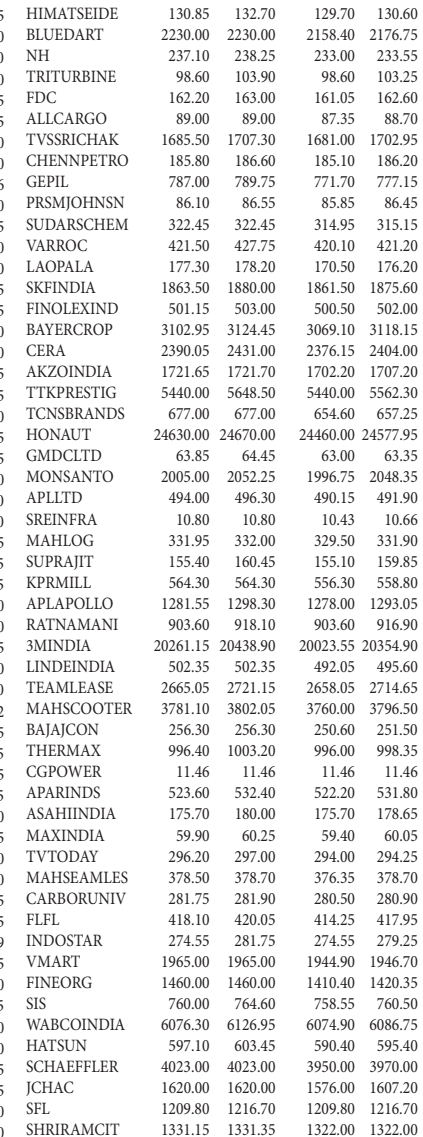 HIMATSEIDE 130.85 132.70 129.70 130.60
BLUEDART 2230.00 2230.00 2158.40 2176.75
NH 237.10 238.25 233.00 233.55
TRITURBINE 98.60 103.90 98.60 103.25
FDC 162.20 163.00 161.05 162.60
ALLCARGO 89.00 89.00 87.35 88.70
TVSSRICHAK 1685.50 1707.30 1681.00 1702.95
CHENNPETRO 185.80 186.60 185.10 186.20
GEPIL 787.00 789.75 771.70 777.15
PRSMJOHNSN 86.10 86.55 85.85 86.45
SUDARSCHEM 322.45 322.45 314.95 315.15
VARROC 421.50 427.75 420.10 421.20
LAOPALA 177.30 178.20 170.50 176.20
SKFINDIA 1863.50 1880.00 1861.50 1875.60
FINOLEXIND 501.15 503.00 500.50 502.00
BAYERCROP 3102.95 3124.45 3069.10 3118.15
CERA 2390.05 2431.00 2376.15 2404.00
AKZOINDIA 1721.65 1721.70 1702.20 1707.20
TTKPRESTIG 5440.00 5648.50 5440.00 5562.30
TCNSBRANDS 677.00 677.00 654.60 657.25
HONAUT 24630.00 24670.00 24460.00 24577.95
GMDCLTD 63.85 64.45 63.00 63.35
MONSANTO 2005.00 2052.25 1996.75 2048.35
APLLTD 494.00 496.30 490.15 491.90
SREINFRA 10.80 10.80 10.43 10.66
MAHLOG 331.95 332.00 329.50 331.90
SUPRAJIT 155.40 160.45 155.10 159.85
KPRMILL 564.30 564.30 556.30 558.80
APLAPOLLO 1281.55 1298.30 1278.00 1293.05
RATNAMANI 903.60 918.10 903.60 916.90
3MINDIA 20261.15 20438.90 20023.55 20354.90
LINDEINDIA 502.35 502.35 492.05 495.60
TEAMLEASE 2665.05 2721.15 2658.05 2714.65
MAHSCOOTER 3781.10 3802.05 3760.00 3796.50
BAJAJCON 256.30 256.30 250.60 251.50
THERMAX 996.40 1003.20 996.00 998.35
CGPOWER 11.46 11.46 11.46 11.46
APARINDS 523.60 532.40 522.20 531.80
ASAHIINDIA 175.70 180.00 175.70 178.65
MAXINDIA 59.90 60.25 59.40 60.05
TVTODAY 296.20 297.00 294.00 294.25
MAHSEAMLES 378.50 378.70 376.35 378.70
CARBORUNIV 281.75 281.90 280.50 280.90
FLFL 418.10 420.05 414.25 417.95
INDOSTAR 274.55 281.75 274.55 279.25
VMART 1965.00 1965.00 1944.90 1946.70
FINEORG 1460.00 1460.00 1410.40 1420.35
SIS 760.00 764.60 758.55 760.50
WABCOINDIA 6076.30 6126.95 6074.90 6086.75
HATSUN 597.10 603.45 590.40 595.40
SCHAEFFLER 4023.00 4023.00 3950.00 3970.00
JCHAC 1620.00 1620.00 1576.00 1607.20
SFL 1209.80 1216.70 1209.80 1216.70
SHRIRAMCIT 1331.15 1331.35 1322.00 1322.00